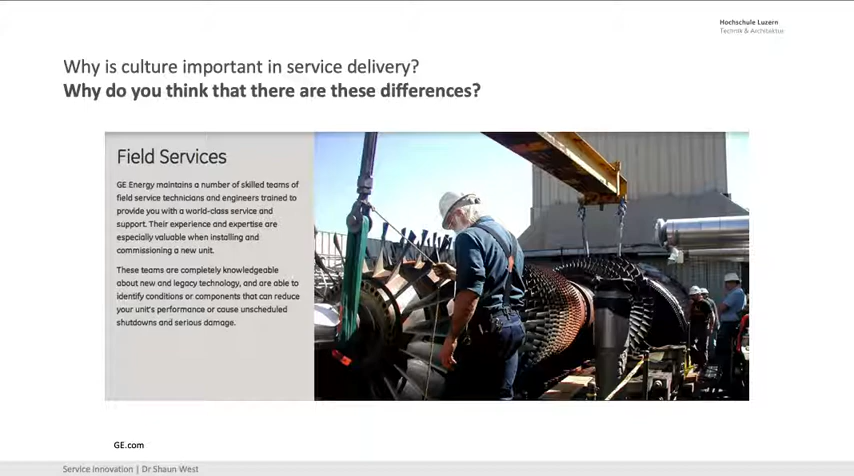 Hochschule Luzern
Technik & Architektur
Why is culture important in service delivery?
Why do you think that there are these differences?
Field Services
GE Energy maintains a number of skilled teams of
field service technicians and engineers trained to
provide you with a world-class service and
support. Their experience and expertise are
especially valuable when installing and
commissioning a new unit.
These teams are completely knowledgeable
about new and legacy technology, and are able to
identify conditions or components that can reduce
your unit's performance or cause unscheduled
shutdowns and serious damage.
GE.com
Service Innovation | Dr Shaun West